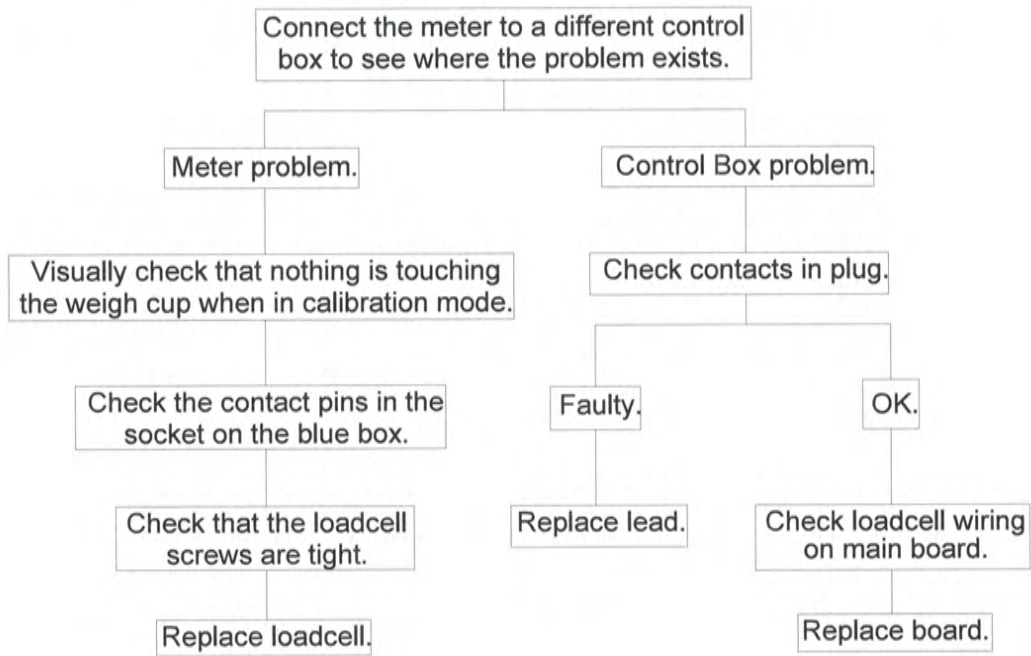 Connect the meter to a different control
box to see where the problem exists.
Meter problem.
Control Box problem.
Visually check that nothing is touching
the weigh cup when in calibration mode.
Check contacts in plug.
Check the contact pins in the
socket on the blue box.
Faulty.
OK.
Check that the loadcell
screws are tight.
Replace lead.
Check loadcell wiring
on main board.
Replace loadcell.
Replace board.